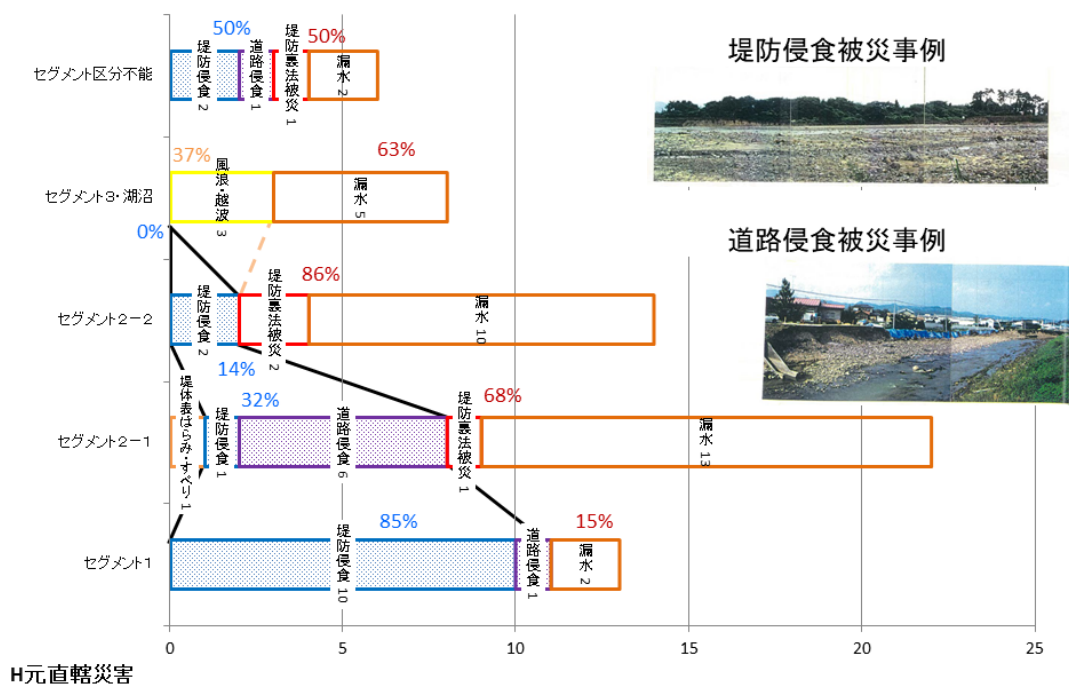 50%
50%
堤防侵食 2
道路侵食 1
堤防裏法被災 1
漏水 2
セグメント区分不能
堤防侵食被災事例
37%
63%
風浪・越波 3
漏水 5
セグメント3・湖沼
0%
道路侵食被災事例
86%
堤防侵食 2
堤防裏法被災 2
漏水 10
セグメント2-2
14%
32%
68%
堤体表はらみ・すべり 1
堤防侵食 1
道路侵食 6
堤防裏法被災 1
漏水 13
セグメント2-1
85%
15%
堤防侵食 10
道路侵食 1
漏水 2
セグメント1
0
5
10
15
20
25
H元直轄災害